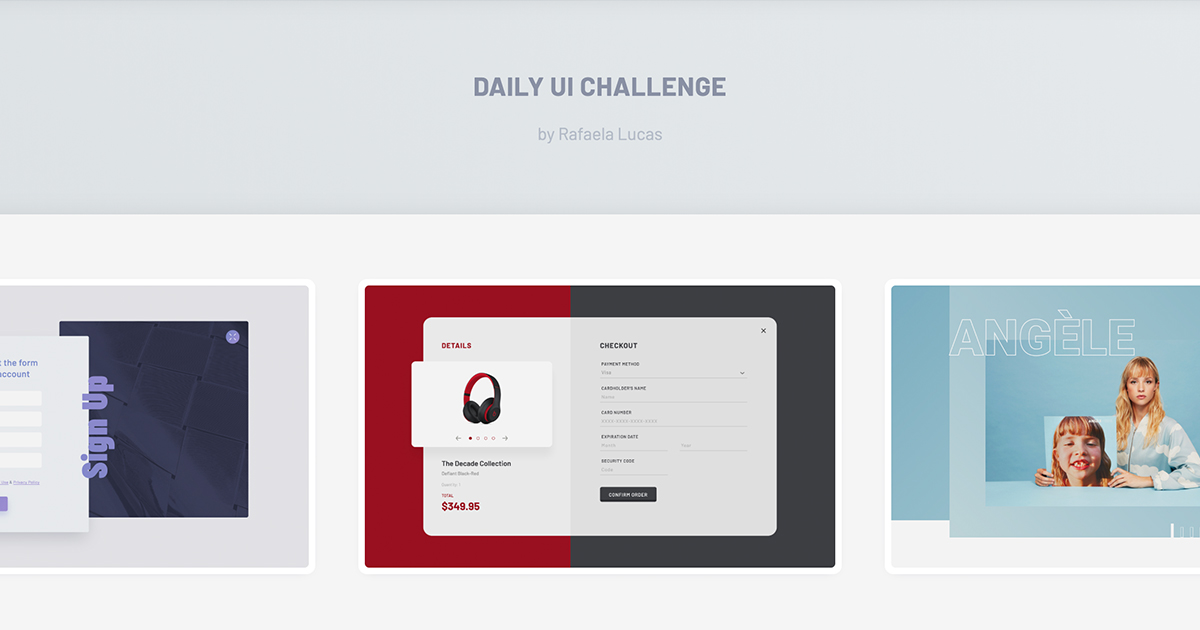 DAILY UI CHALLENGE
by Rafaela Lucas
t the form
account
Use & Privacy Policy.
Sign Up
DETAILS
The Decade Collection
Defiant Black-Red
Quantity: 1
TOTAL
$349.95
CHECKOUT
PAYMENT METHOD
Visa
CARDHOLDER'S NAME
Name
CARD NUMBER
XXXX XXXX XXXX XXXX
EXPIRATION DATE
Month Year
SECURITY CODE
Code
CONFIRM ORDER
ANGÈLE